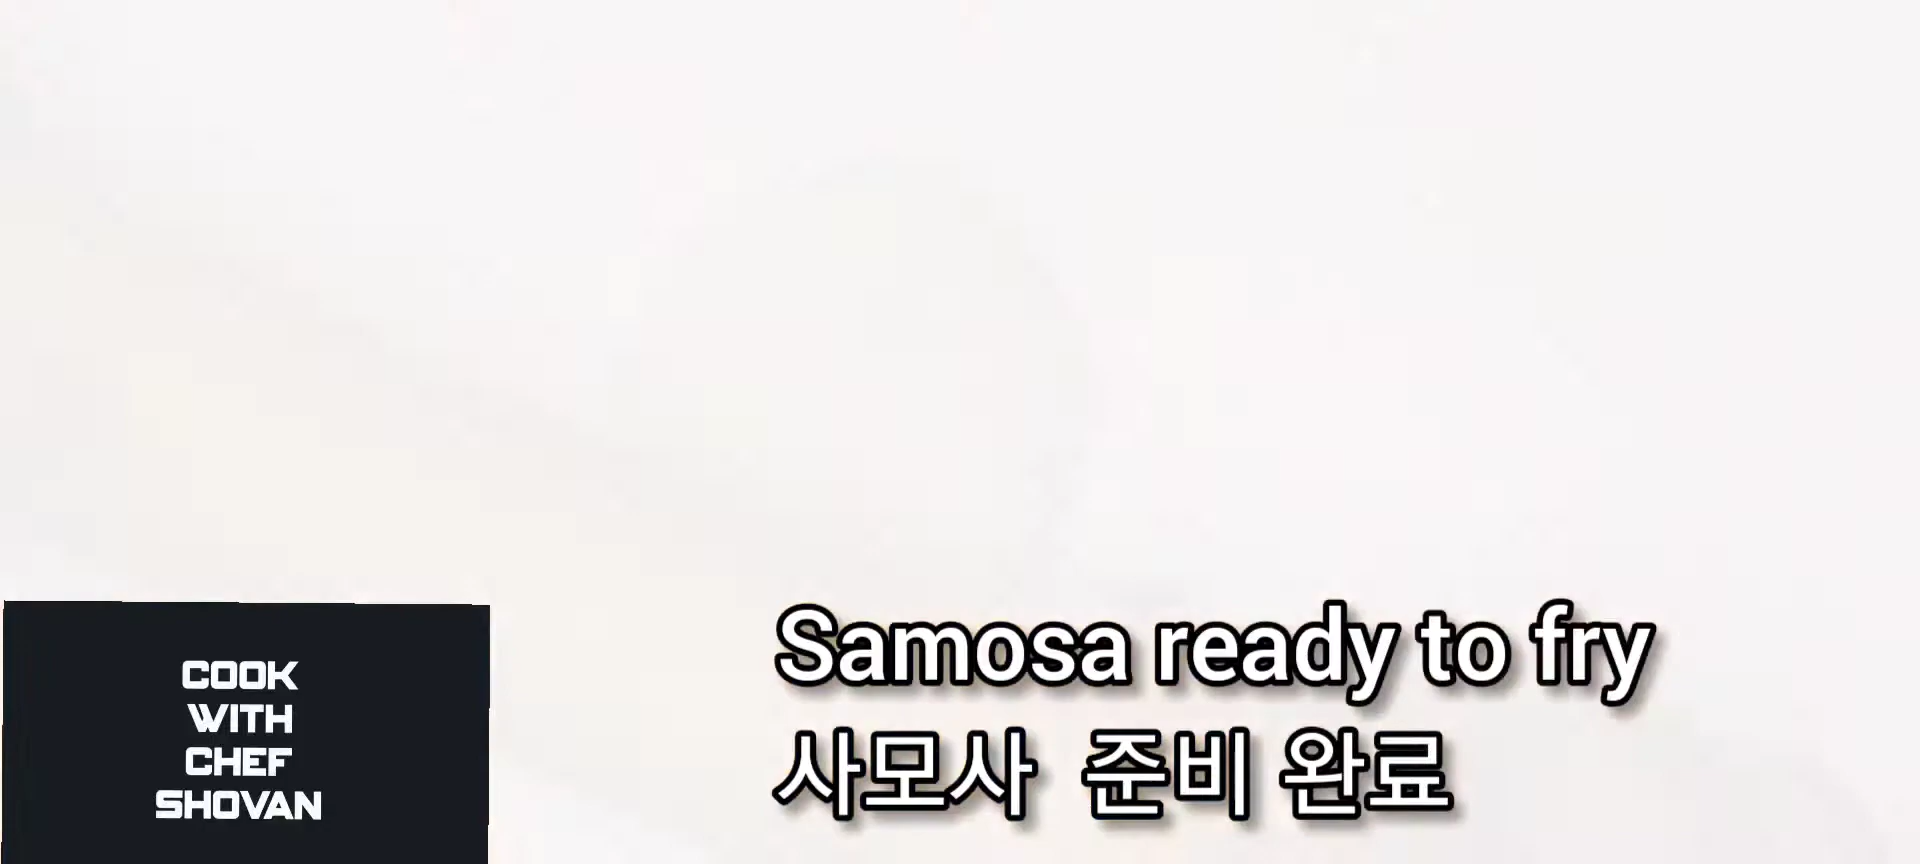 Samosa ready to fry
사모사 준비 완료
COOK
WITH
CHEF
SHOVAN